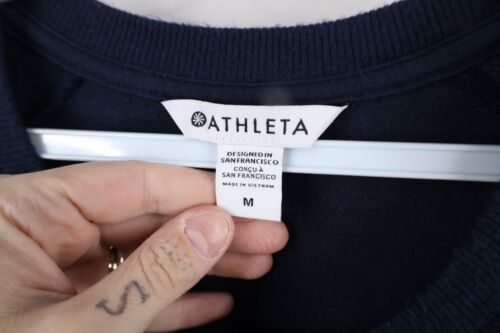 ATHLETA
DESIGNED IN
SAN FRANCISCO
CONÇU À
SAN FRANCISCO
MADE IN VIETNAM
M